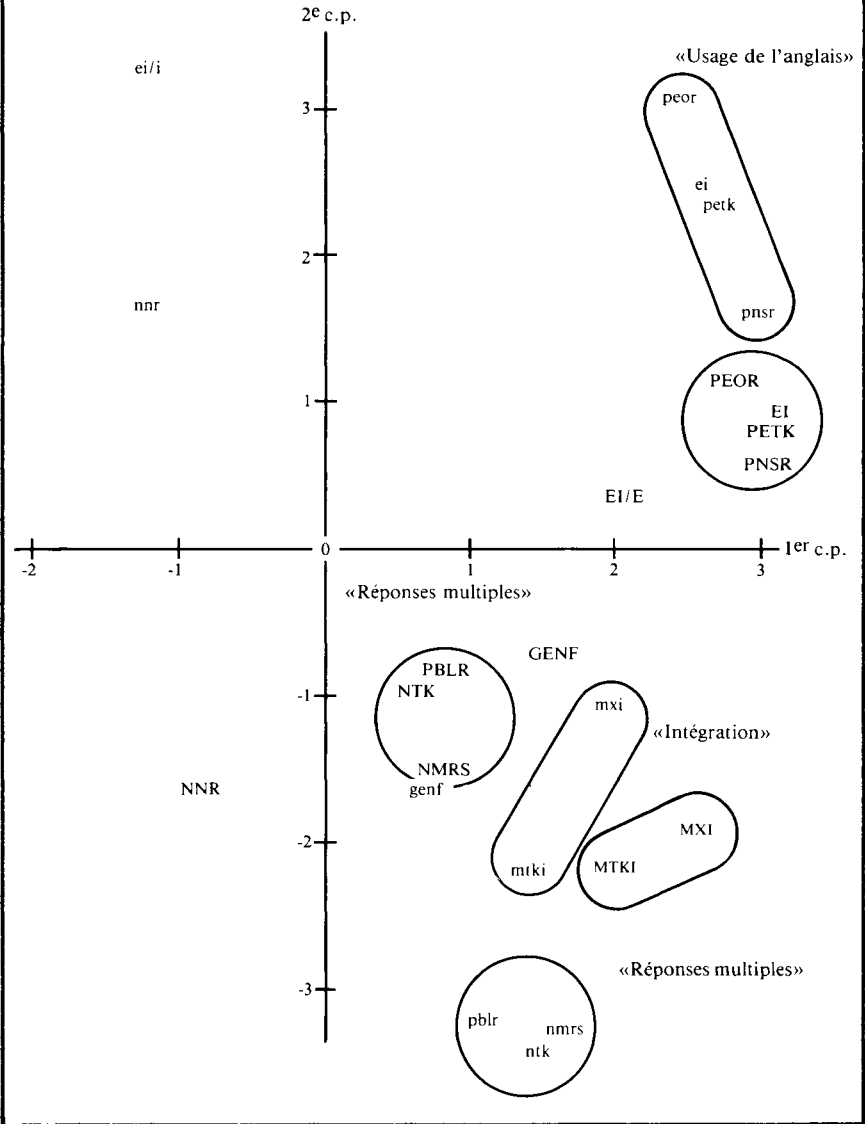 2e c.p.
«Usage de l'anglais»
ei/i
peor
3
ei
petk
2
nnr
pnsr
1
PEOR
EI
PETK
PNSR
EI/E
-2
-1
0
1
2
3
1er c.p.
«Réponses multiples»
GENF
PBLR
NTK
-1
mxi
«Intégration»
NMRS
genf
NNR
MXI
-2
mtki
MTKI
«Réponses multiples»
-3
pblr
nmrs
ntk